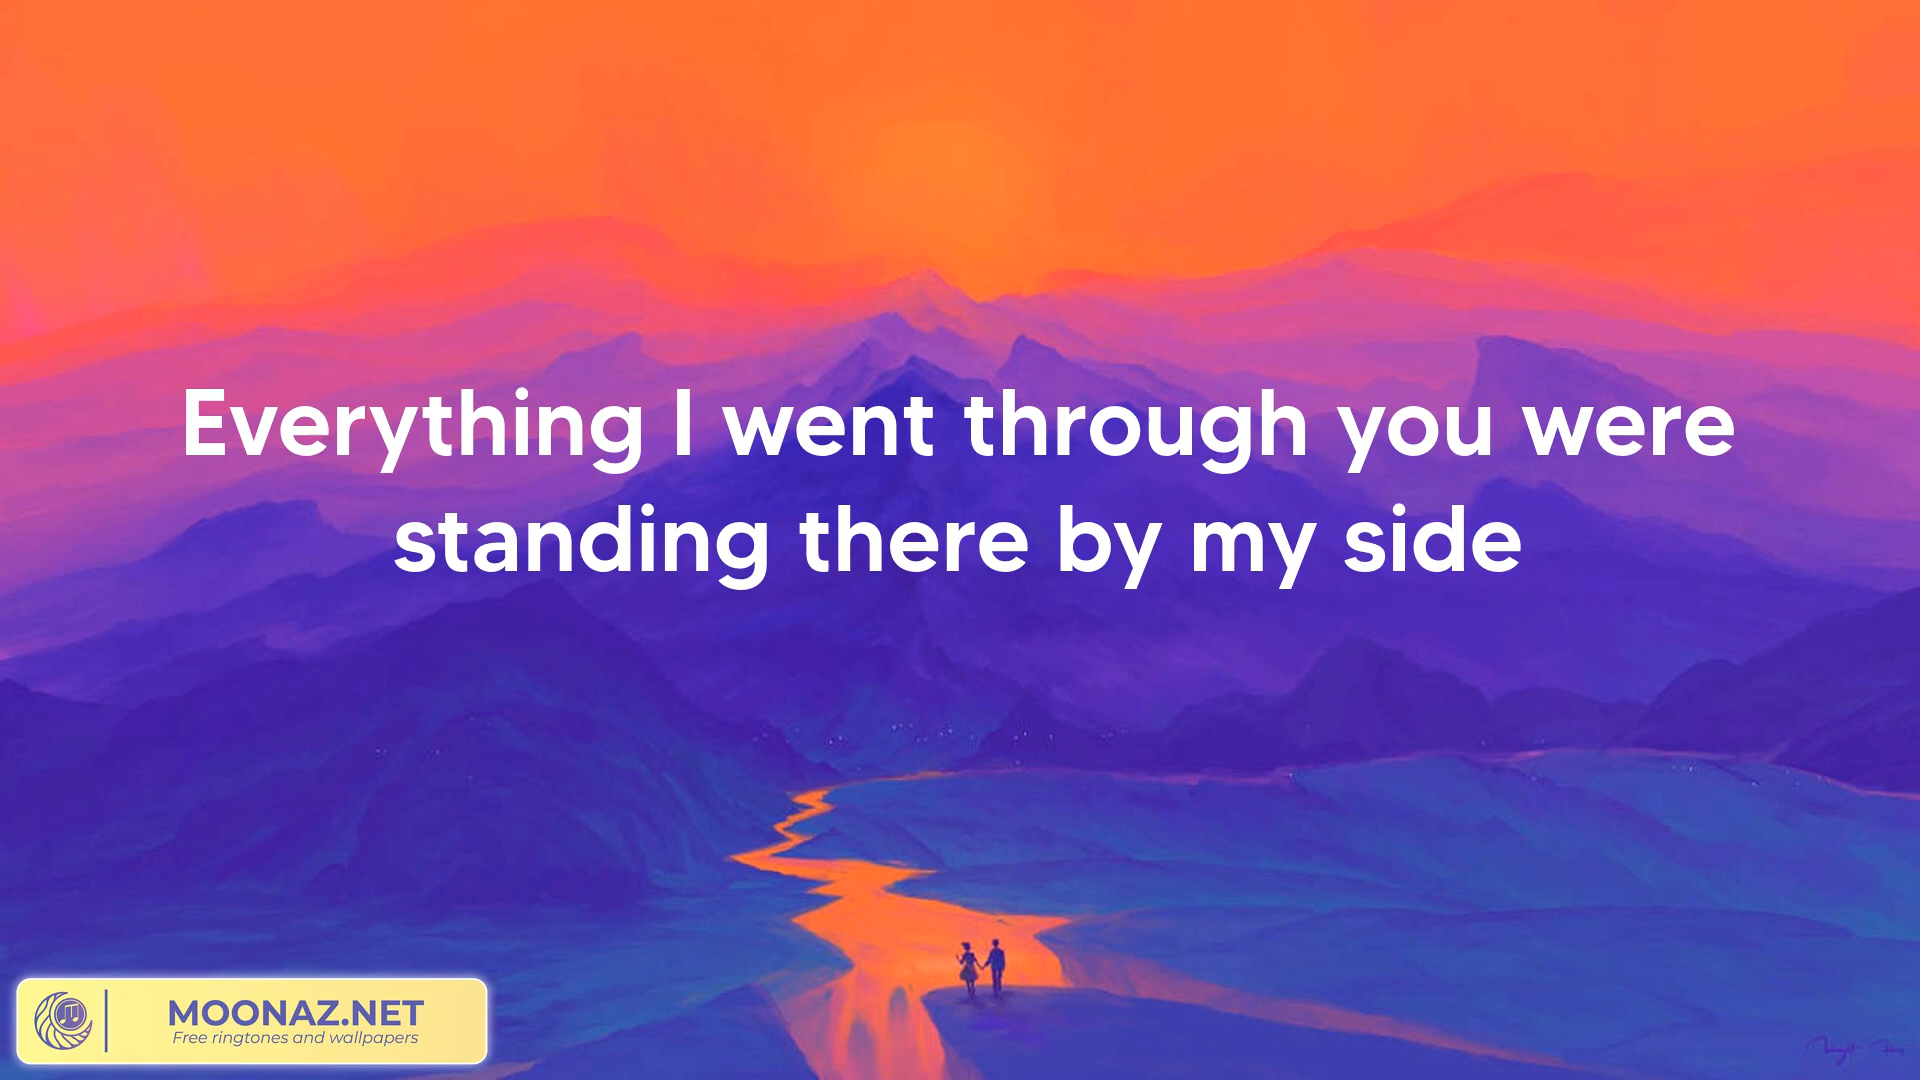 Everything I went through you were
standing there by my side
MOONAZ.NET
Free ringtones and wallpapers